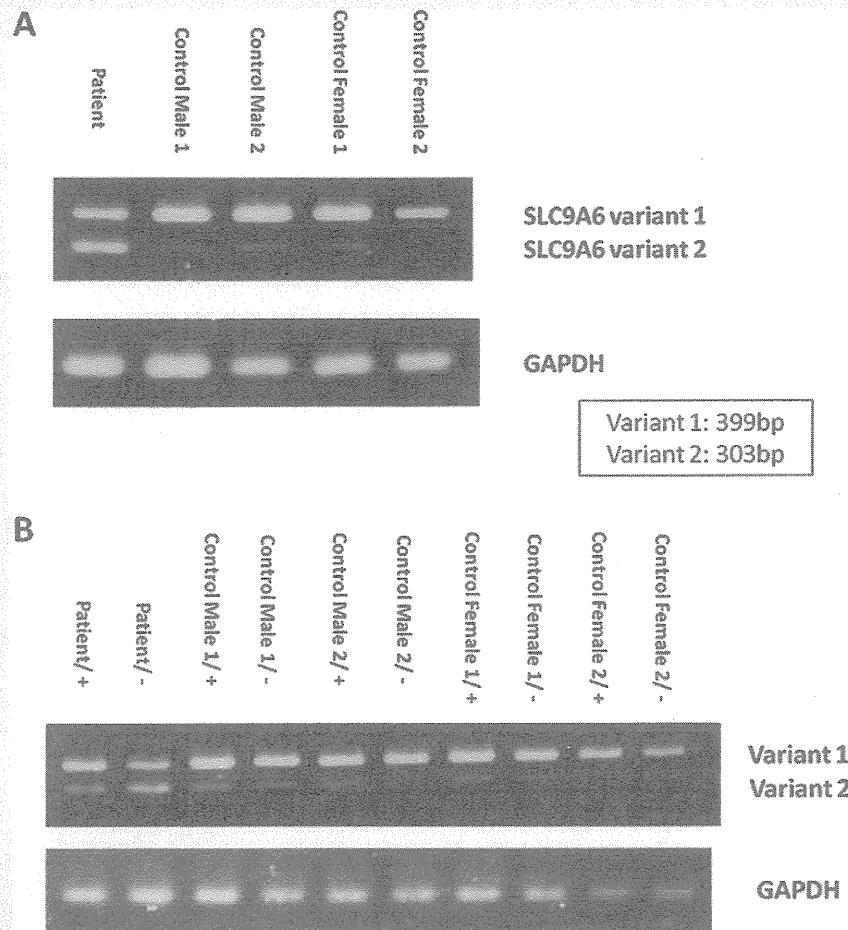 A
Patient
Control Male 1
Control Male 2
Control Female 1
Control Female 2
SLC9A6 variant 1
SLC9A6 variant 2
GAPDH
Variant 1: 399bp
Variant 2: 303bp
B
Patient/ +
Patient/ -
Control Male 1/ +
Control Male 1/ -
Control Male 2/ +
Control Male 2/ -
Control Female 1/ +
Control Female 1/ -
Control Female 2/ +
Control Female 2/ -
Variant 1
Variant 2
GAPDH